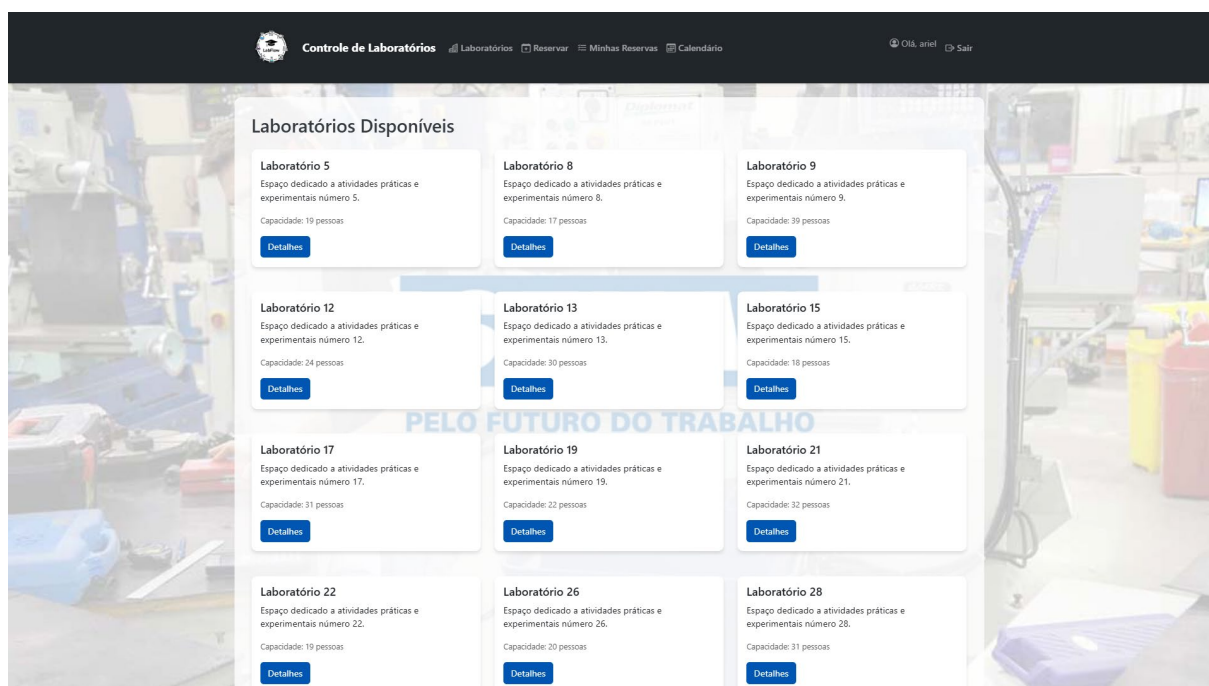 LabFlow
Controle de Laboratórios
Laboratórios
Reservar
Minhas Reservas
Calendário
Olá, ariel
Sair
Laboratórios Disponíveis
Laboratório 5
Espaço dedicado a atividades práticas e
experimentais número 5.
Capacidade: 19 pessoas
Detalhes
Laboratório 8
Espaço dedicado a atividades práticas e
experimentais número 8.
Capacidade: 17 pessoas
Detalhes
Laboratório 9
Espaço dedicado a atividades práticas e
experimentais número 9.
Capacidade: 39 pessoas
Detalhes
Laboratório 12
Espaço dedicado a atividades práticas e
experimentais número 12.
Capacidade: 24 pessoas
Detalhes
Laboratório 13
Espaço dedicado a atividades práticas e
experimentais número 13.
Capacidade: 30 pessoas
Detalhes
Laboratório 15
Espaço dedicado a atividades práticas e
experimentais número 15.
Capacidade: 18 pessoas
Detalhes
PELO FUTURO DO TRABALHO
Laboratório 17
Espaço dedicado a atividades práticas e
experimentais número 17.
Capacidade: 31 pessoas
Detalhes
Laboratório 19
Espaço dedicado a atividades práticas e
experimentais número 19.
Capacidade: 22 pessoas
Detalhes
Laboratório 21
Espaço dedicado a atividades práticas e
experimentais número 21.
Capacidade: 32 pessoas
Detalhes
Laboratório 22
Espaço dedicado a atividades práticas e
experimentais número 22.
Capacidade: 19 pessoas
Detalhes
Laboratório 26
Espaço dedicado a atividades práticas e
experimentais número 26.
Capacidade: 20 pessoas
Detalhes
Laboratório 28
Espaço dedicado a atividades práticas e
experimentais número 28.
Capacidade: 31 pessoas
Detalhes